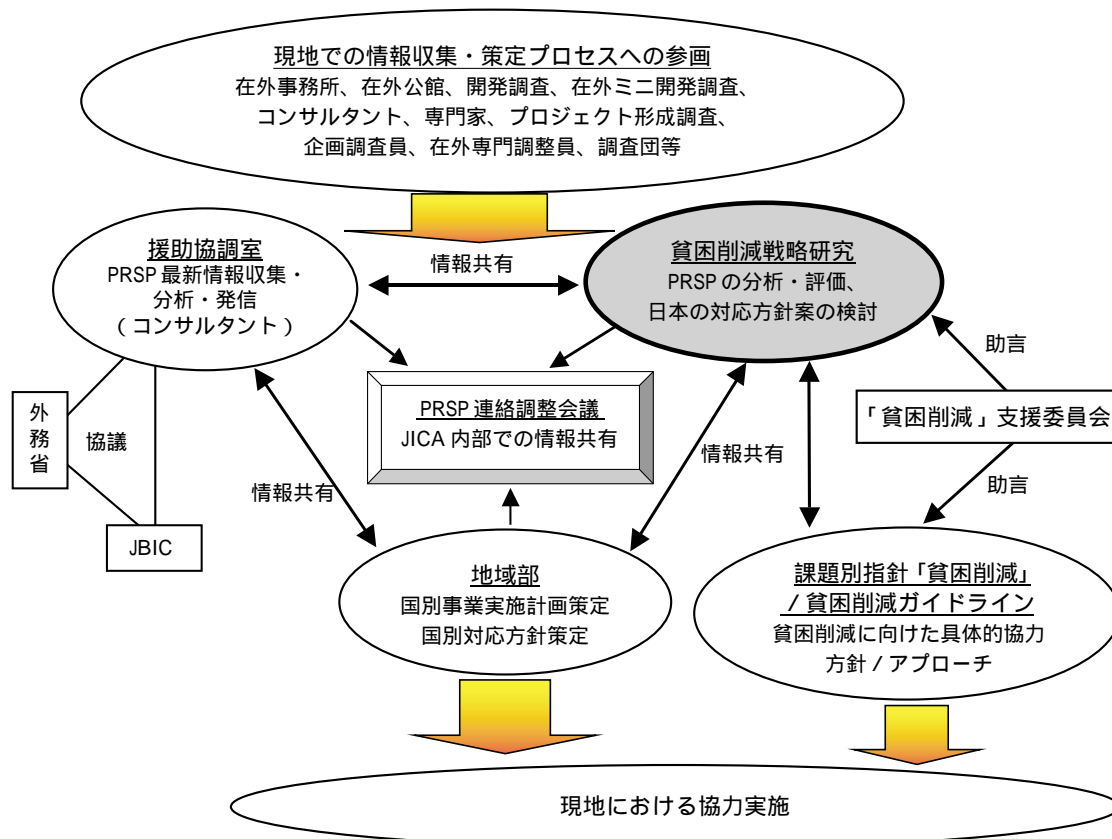 現地での情報収集・策定プロセスへの参画
在外事務所、在外公館、開発調査、在外ミニ開発調査、
コンサルタント、専門家、プロジェクト形成調査、
企画調査員、在外専門調整員、調査団等
援助協調室
PRSP 最新情報収集・
分析・発信
（コンサルタント）
情報共有
貧困削減戦略研究
PRSP の分析・評価、
日本の対応方針案の検討
助言
外務省
協議
PRSP 連絡調整会議
JICA 内部での情報共有
「貧困削減」支援委員会
情報共有
情報共有
助言
JBIC
地域部
国別事業実施計画策定
国別対応方針策定
課題別指針「貧困削減」
/ 貧困削減ガイドライン
貧困削減に向けた具体的協力
方針 / アプローチ
現地における協力実施